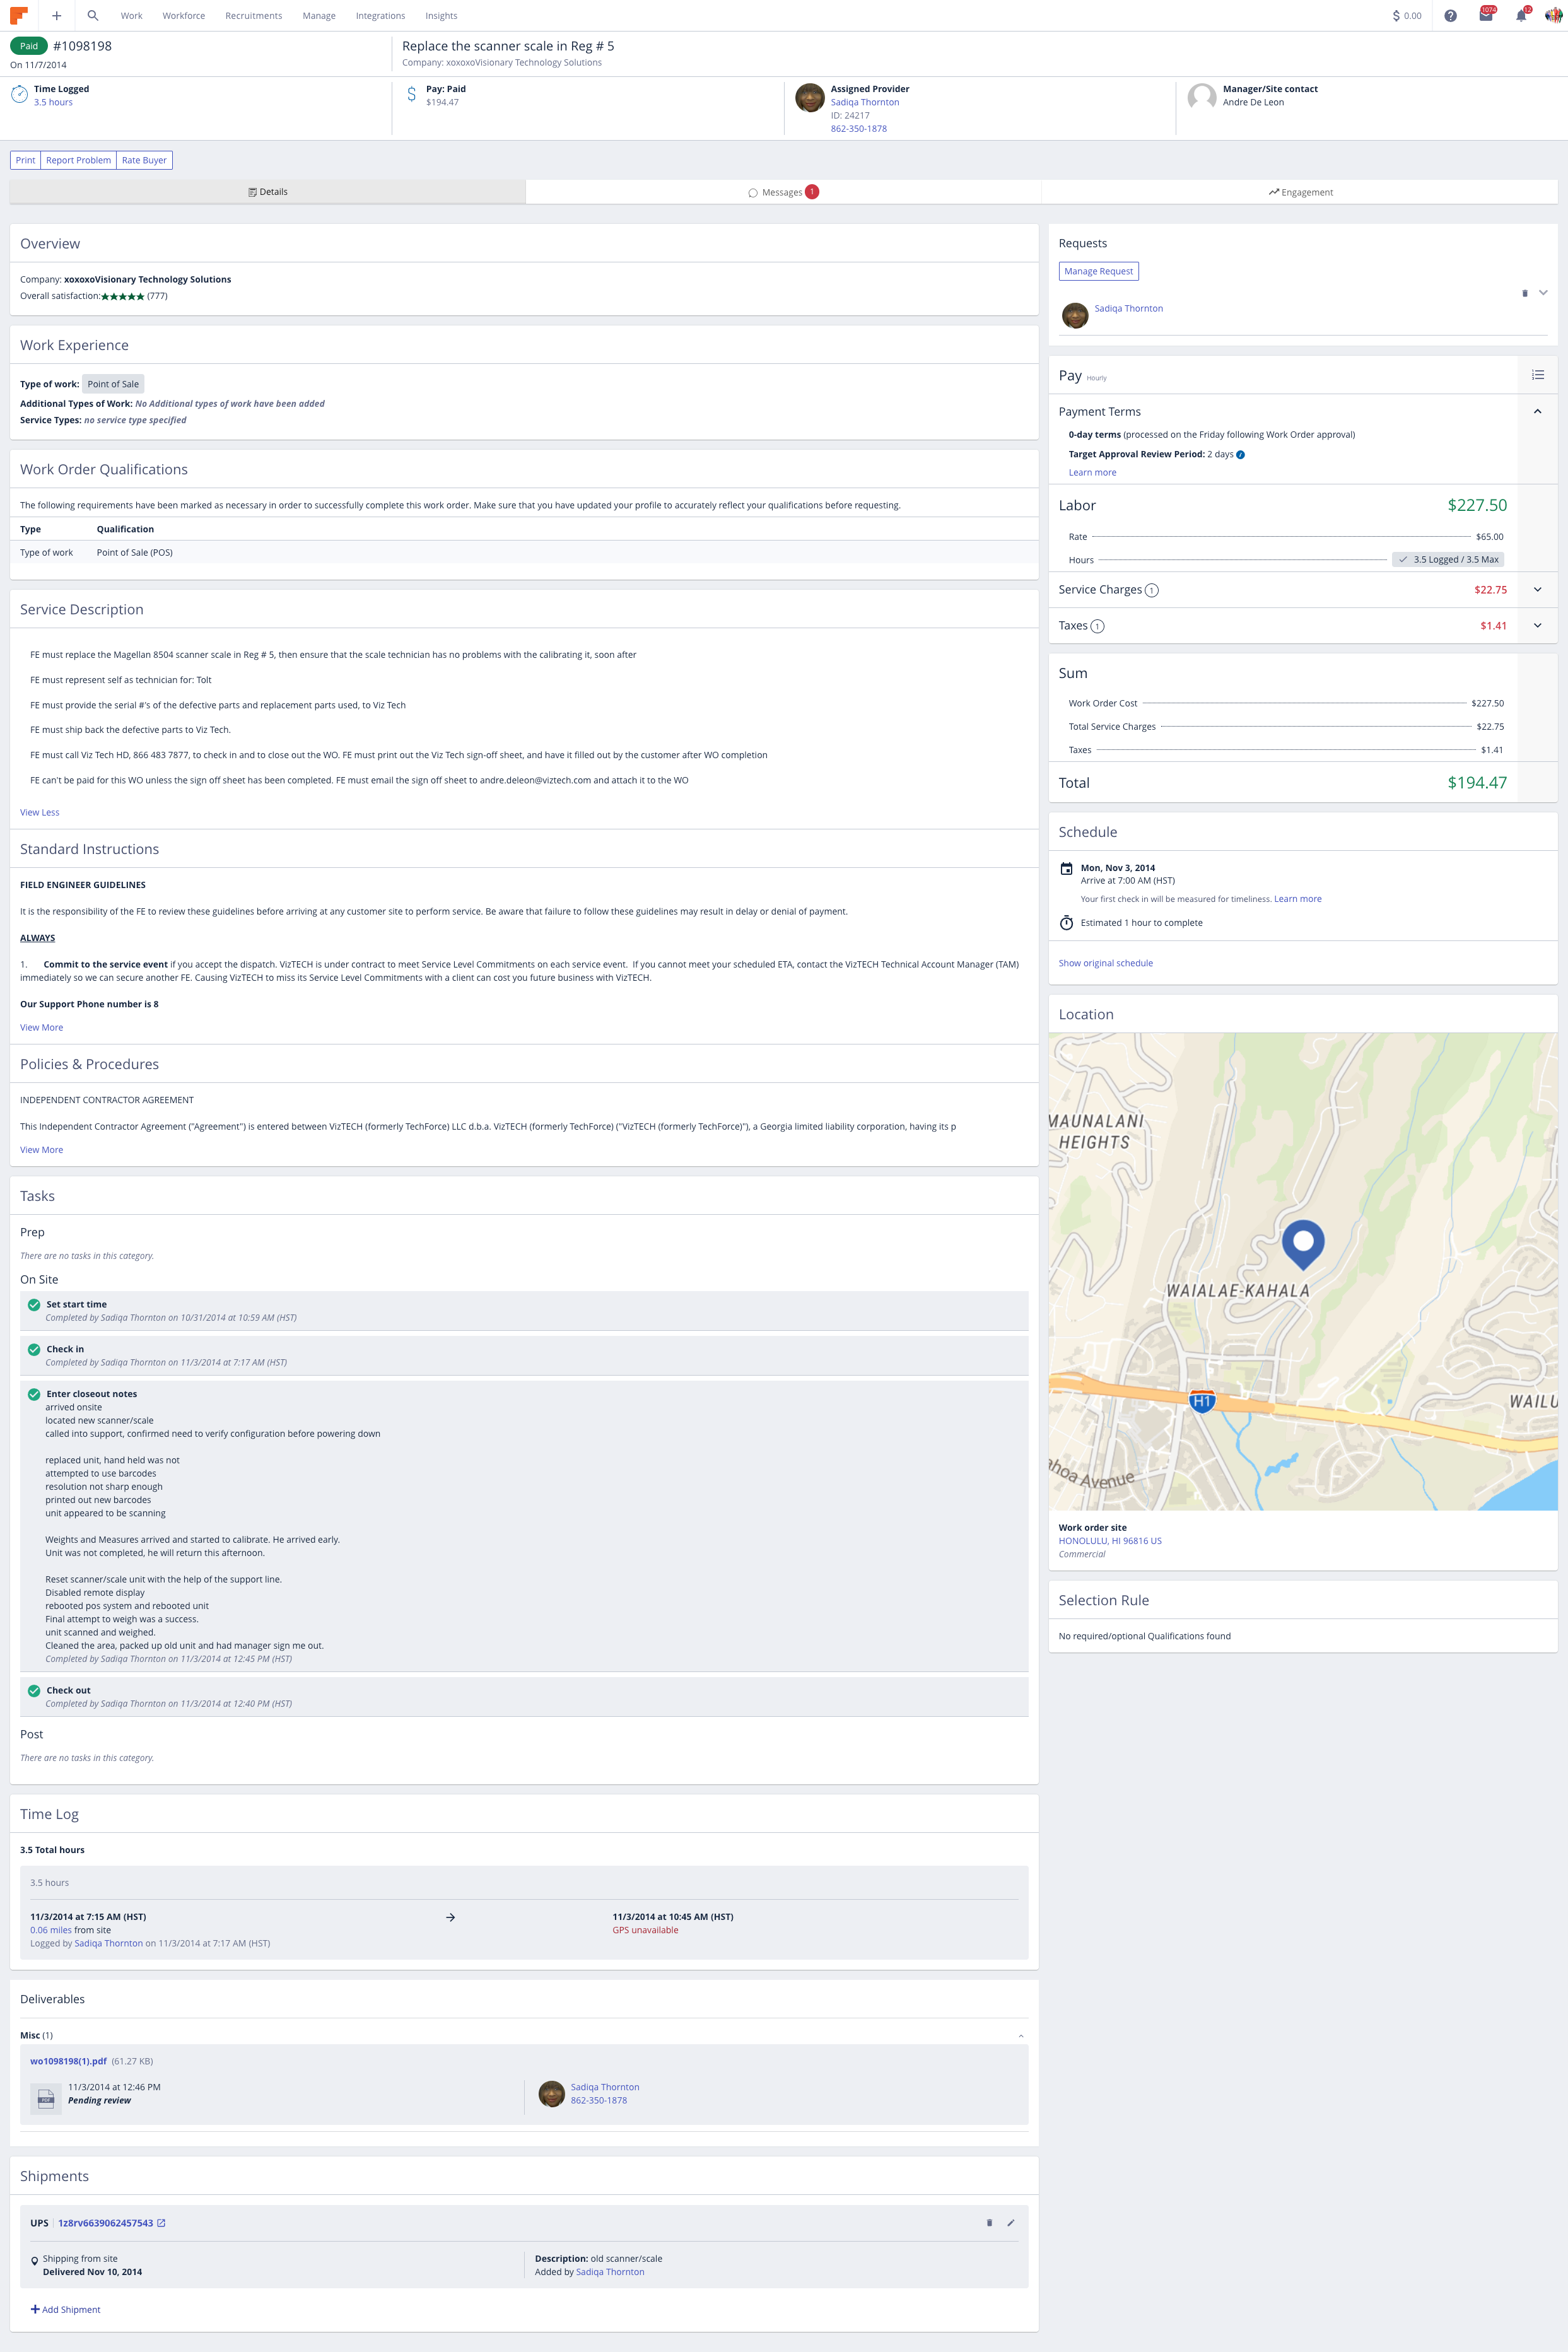 Work Workforce Recruitments Manage Integrations Insights $ 0.00 1074 12
Paid #1098198
On 11/7/2014
Replace the scanner scale in Reg # 5
Company: xoxoxoVisionary Technology Solutions
Time Logged
3.5 hours
Pay: Paid
$194.47
Assigned Provider
Sadiqa Thornton
ID: 24217
862-350-1878
Manager/Site contact
Andre De Leon
Print Report Problem Rate Buyer
Details Messages 1 Engagement
Overview
Company: xoxoxoVisionary Technology Solutions
Overall satisfaction:★★★★★ (777)
Work Experience
Type of work: Point of Sale
Additional Types of Work: No Additional types of work have been added
Service Types: no service type specified
Work Order Qualifications
The following requirements have been marked as necessary in order to successfully complete this work order. Make sure that you have updated your profile to accurately reflect your qualifications before requesting.
Type Qualification
Type of work Point of Sale (POS)
Service Description
FE must replace the Magellan 8504 scanner scale in Reg # 5, then ensure that the scale technician has no problems with the calibrating it, soon after
FE must represent self as technician for: Tolt
FE must provide the serial #'s of the defective parts and replacement parts used, to Viz Tech
FE must ship back the defective parts to Viz Tech.
FE must call Viz Tech HD, 866 483 7877, to check in and to close out the WO. FE must print out the Viz Tech sign-off sheet, and have it filled out by the customer after WO completion
FE can't be paid for this WO unless the sign off sheet has been completed. FE must email the sign off sheet to andre.deleon@viztech.com and attach it to the WO
View Less
Standard Instructions
FIELD ENGINEER GUIDELINES
It is the responsibility of the FE to review these guidelines before arriving at any customer site to perform service. Be aware that failure to follow these guidelines may result in delay or denial of payment.
ALWAYS
1. Commit to the service event if you accept the dispatch. VizTECH is under contract to meet Service Level Commitments on each service event. If you cannot meet your scheduled ETA, contact the VizTECH Technical Account Manager (TAM)
immediately so we can secure another FE. Causing VizTECH to miss its Service Level Commitments with a client can cost you future business with VizTECH.
Our Support Phone number is 8
View More
Policies & Procedures
INDEPENDENT CONTRACTOR AGREEMENT
This Independent Contractor Agreement ("Agreement") is entered between VizTECH (formerly TechForce) LLC d.b.a. VizTECH (formerly TechForce) ("VizTECH (formerly TechForce)"), a Georgia limited liability corporation, having its p
View More
Tasks
Prep
There are no tasks in this category.
On Site
Set start time
Completed by Sadiqa Thornton on 10/31/2014 at 10:59 AM (HST)
Check in
Completed by Sadiqa Thornton on 11/3/2014 at 7:17 AM (HST)
Enter closeout notes
arrived onsite
located new scanner/scale
called into support, confirmed need to verify configuration before powering down
replaced unit, hand held was not
attempted to use barcodes
resolution not sharp enough
printed out new barcodes
unit appeared to be scanning
Weights and Measures arrived and started to calibrate. He arrived early.
Unit was not completed, he will return this afternoon.
Reset scanner/scale unit with the help of the support line.
Disabled remote display
rebooted pos system and rebooted unit
Final attempt to weigh was a success.
unit scanned and weighed.
Cleaned the area, packed up old unit and had manager sign me out.
Completed by Sadiqa Thornton on 11/3/2014 at 12:45 PM (HST)
Check out
Completed by Sadiqa Thornton on 11/3/2014 at 12:40 PM (HST)
Post
There are no tasks in this category.
Time Log
3.5 Total hours
3.5 hours
11/3/2014 at 7:15 AM (HST) → 11/3/2014 at 10:45 AM (HST)
0.06 miles from site GPS unavailable
Logged by Sadiqa Thornton on 11/3/2014 at 7:17 AM (HST)
Deliverables
Misc (1)
wo1098198(1).pdf (61.27 KB)
PDF
11/3/2014 at 12:46 PM
Pending review
Sadiqa Thornton
862-350-1878
Shipments
UPS 1z8rv6639062457543
Shipping from site
Delivered Nov 10, 2014
Description: old scanner/scale
Added by Sadiqa Thornton
+ Add Shipment
Requests
Manage Request
Sadiqa Thornton
Pay Hourly
Payment Terms
0-day terms (processed on the Friday following Work Order approval)
Target Approval Review Period: 2 days
Learn more
Labor $227.50
Rate $65.00
Hours 3.5 Logged / 3.5 Max
Service Charges 1 $22.75
Taxes 1 $1.41
Sum
Work Order Cost $227.50
Total Service Charges $22.75
Taxes $1.41
Total $194.47
Schedule
Mon, Nov 3, 2014
Arrive at 7:00 AM (HST)
Your first check in will be measured for timeliness. Learn more
Estimated 1 hour to complete
Show original schedule
Location
MAUNALANI
HEIGHTS
WAIALAE-KAHALA
H1
WAILU
ahoa Avenue
Work order site
HONOLULU, HI 96816 US
Commercial
Selection Rule
No required/optional Qualifications found